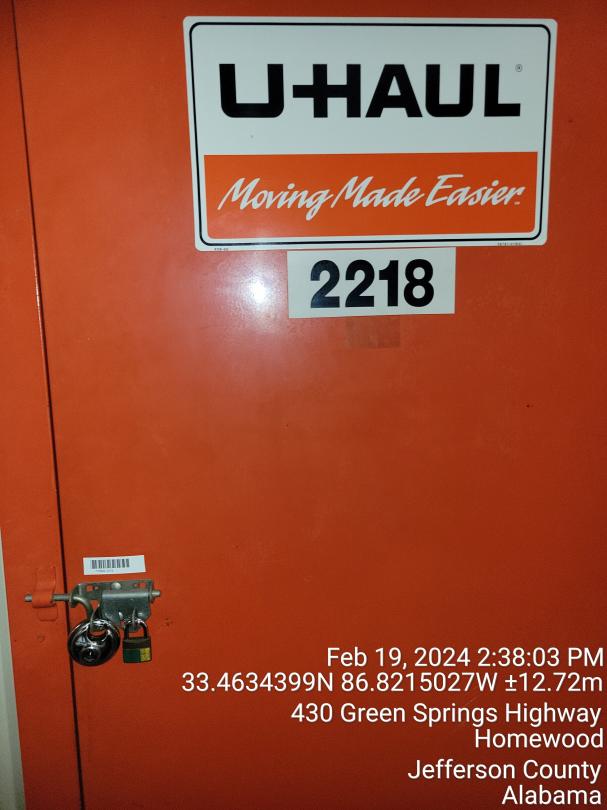 U-HAUL®
Moving Made Easier.
2218
Feb 19, 2024 2:38:03 PM
33.4634399N 86.8215027W ±12.72m
430 Green Springs Highway
Homewood
Jefferson County
Alabama